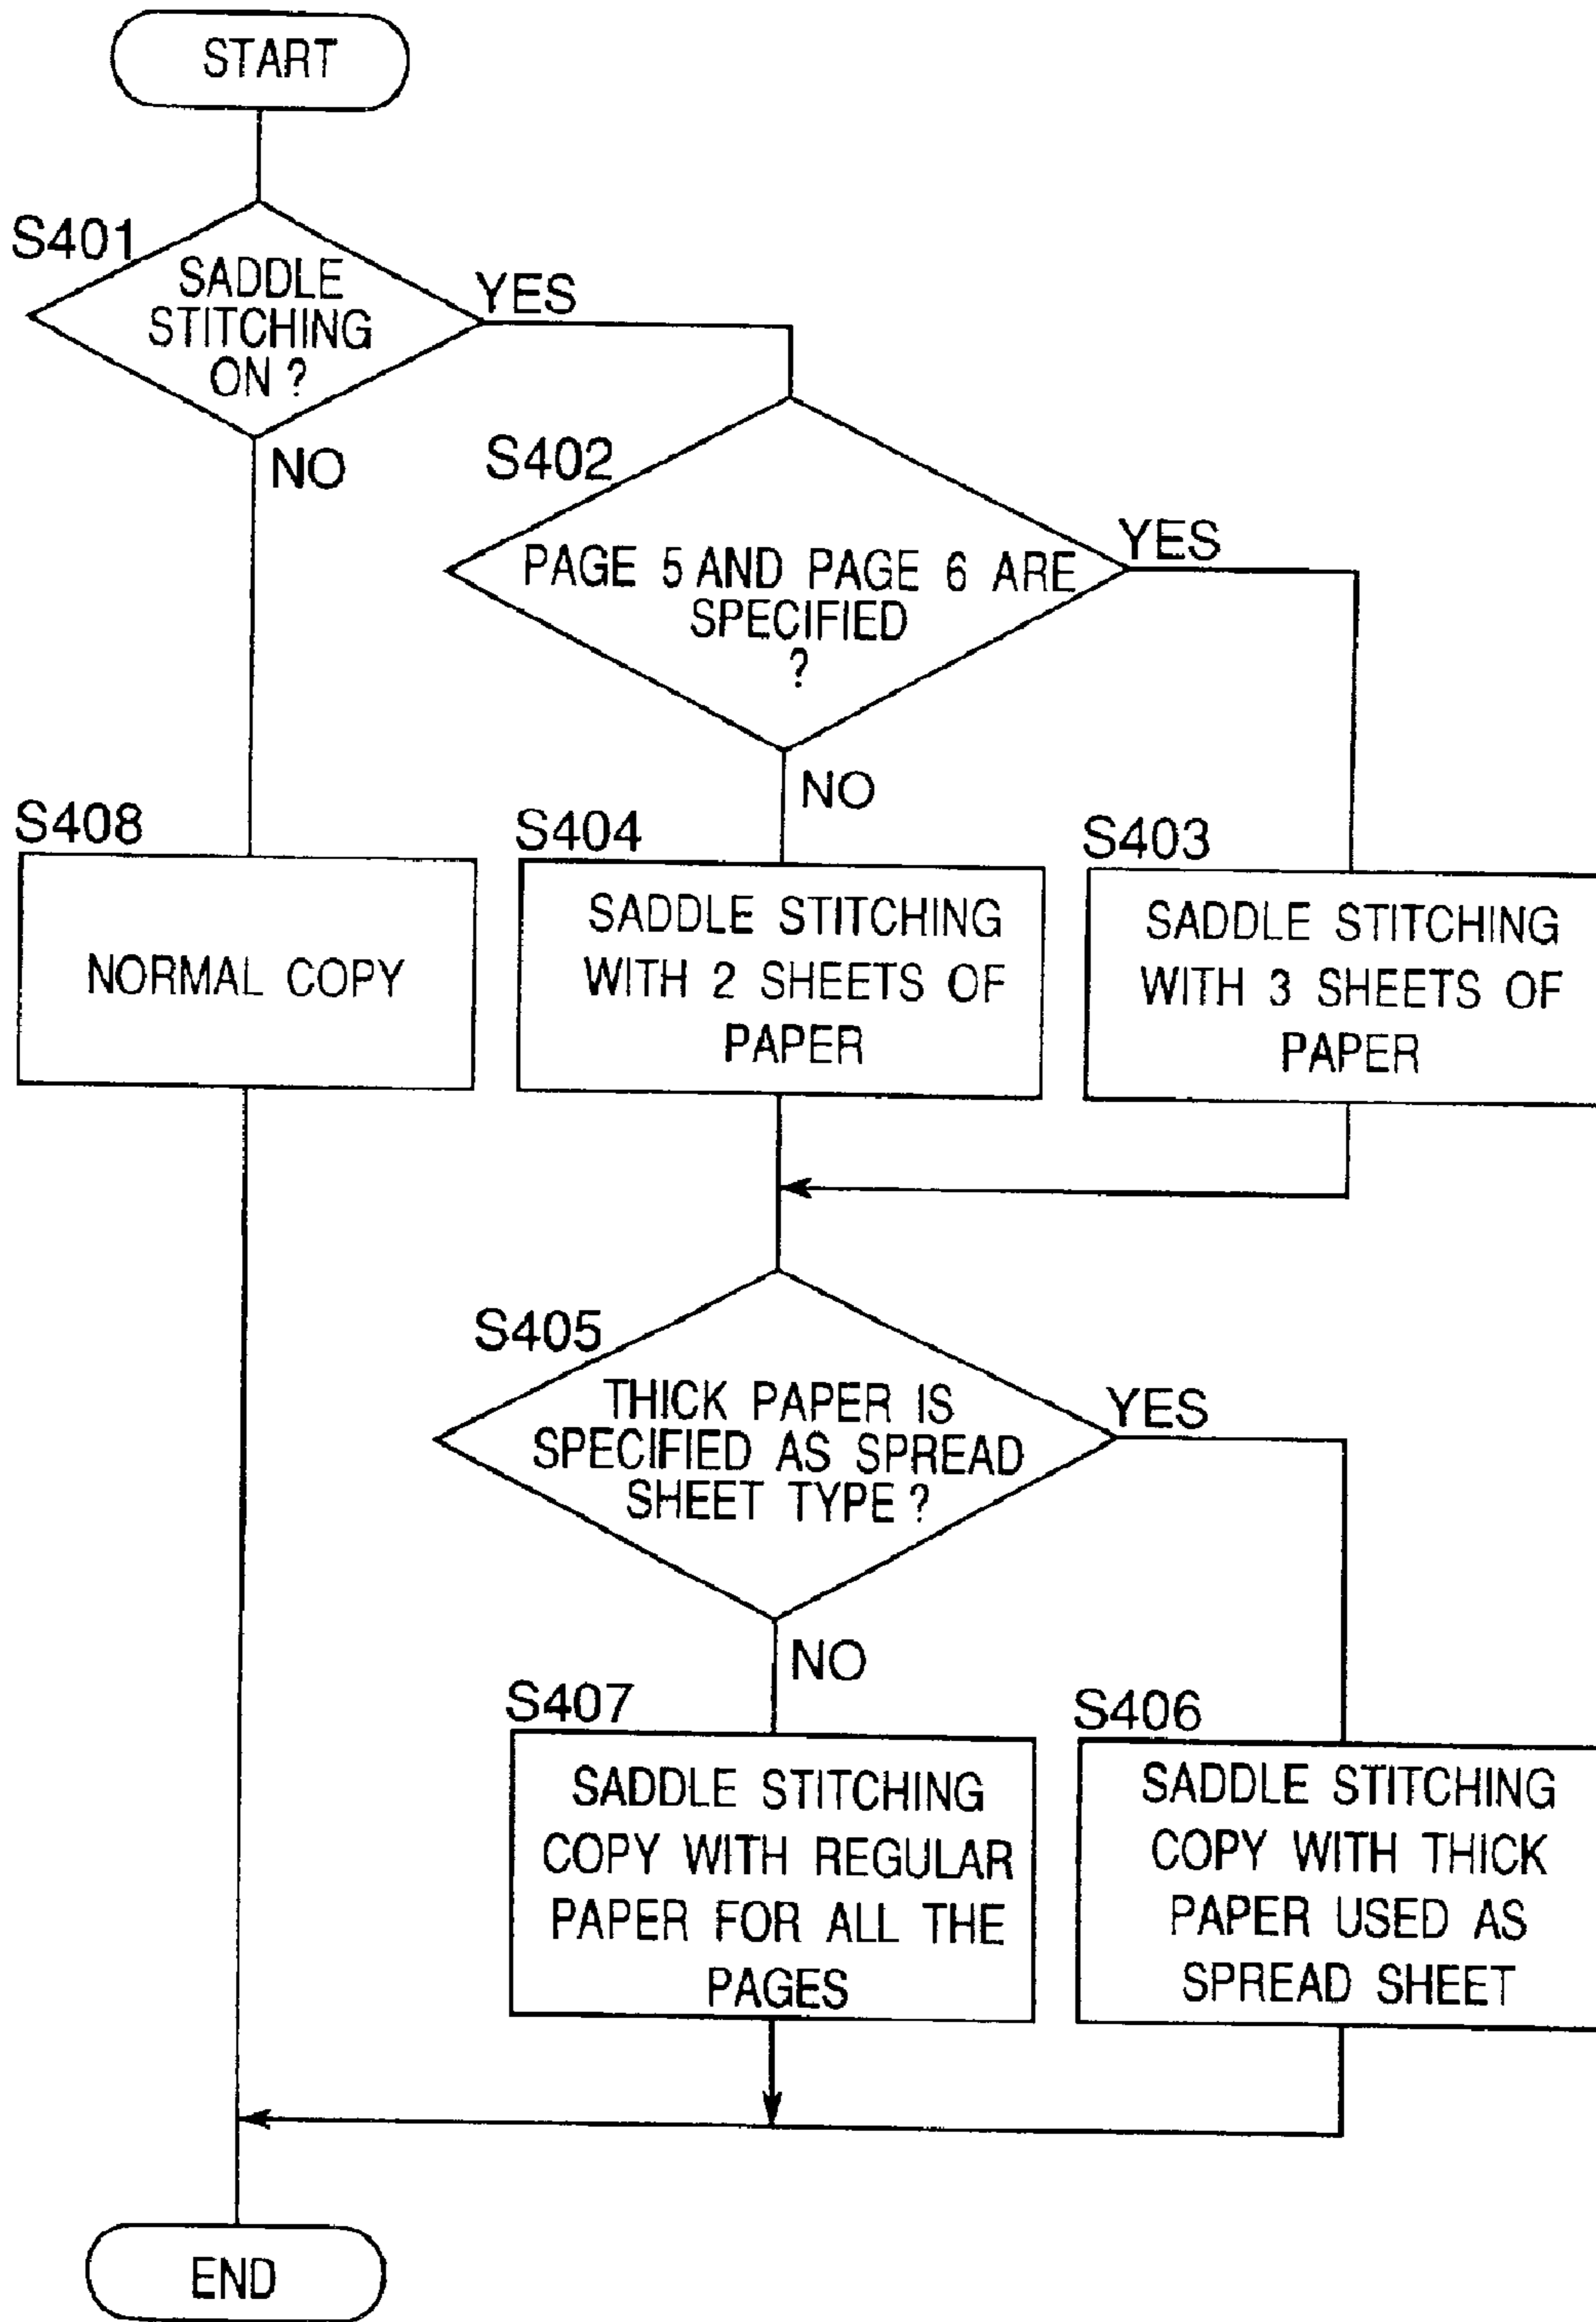 START
S401
SADDLE
STITCHING
ON ?
YES
NO
S402
PAGE 5 AND PAGE 6 ARE
SPECIFIED
?
YES
NO
S408
NORMAL COPY
S404
SADDLE STITCHING
WITH 2 SHEETS OF
PAPER
S403
SADDLE STITCHING
WITH 3 SHEETS OF
PAPER
S405
THICK PAPER IS
SPECIFIED AS SPREAD
SHEET TYPE ?
YES
NO
S407
SADDLE STITCHING
COPY WITH REGULAR
PAPER FOR ALL THE
PAGES
S406
SADDLE STITCHING
COPY WITH THICK
PAPER USED AS
SPREAD SHEET
END